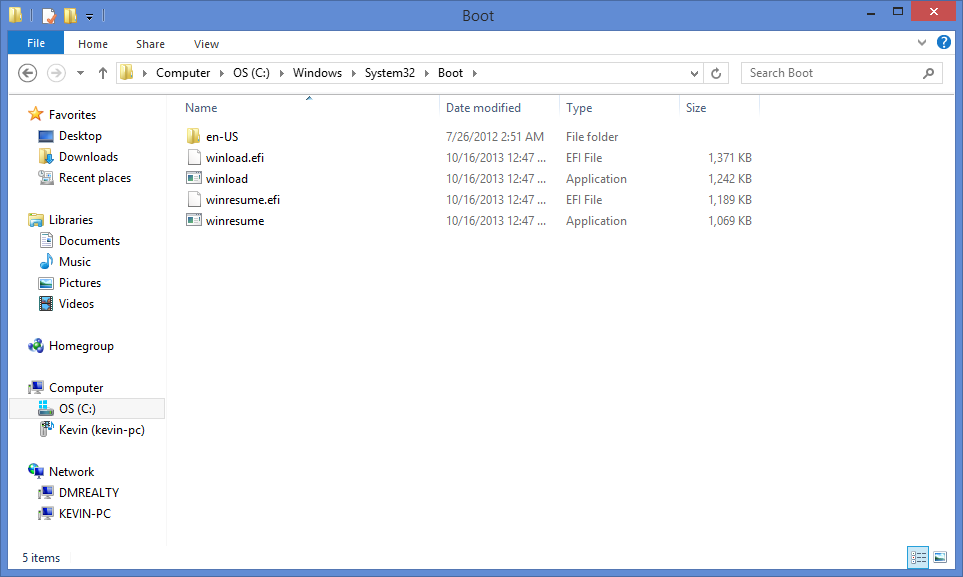 Boot
File Home Share View
Computer OS (C:) Windows System32 Boot Search Boot
Name Date modified Type Size
Favorites
Desktop
Downloads
Recent places
Libraries
Documents
Music
Pictures
Videos
Homegroup
Computer
OS (C:)
Kevin (kevin-pc)
Network
DMREALTY
KEVIN-PC
en-US 7/26/2012 2:51 AM File folder
winload.efi 10/16/2013 12:47 ... EFI File 1,371 KB
winload 10/16/2013 12:47 ... Application 1,242 KB
winresume.efi 10/16/2013 12:47 ... EFI File 1,189 KB
winresume 10/16/2013 12:47 ... Application 1,069 KB
5 items